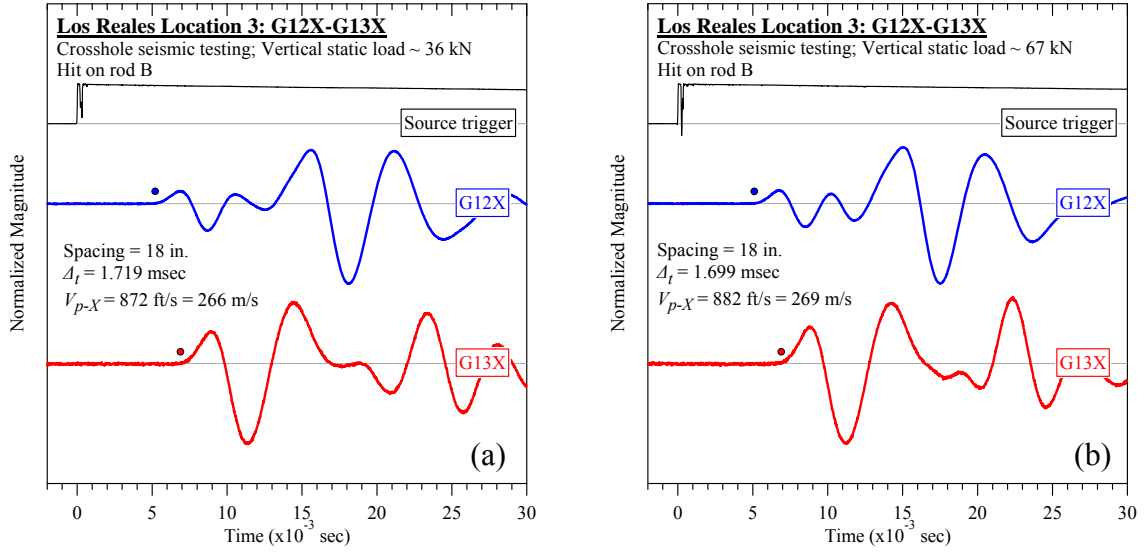 Los Reales Location 3: G12X-G13X
Crosshole seismic testing; Vertical static load ~ 36 kN
Hit on rod B
Source trigger
G12X
Spacing = 18 in.
Δt = 1.719 msec
Vp-X = 872 ft/s = 266 m/s
G13X
(a)
Normalized Magnitude
0 5 10 15 20 25 30
Time (x10⁻³ sec)
Los Reales Location 3: G12X-G13X
Crosshole seismic testing; Vertical static load ~ 67 kN
Hit on rod B
Source trigger
G12X
Spacing = 18 in.
Δt = 1.699 msec
Vp-X = 882 ft/s = 269 m/s
G13X
(b)
Normalized Magnitude
0 5 10 15 20 25 30
Time (x10⁻³ sec)